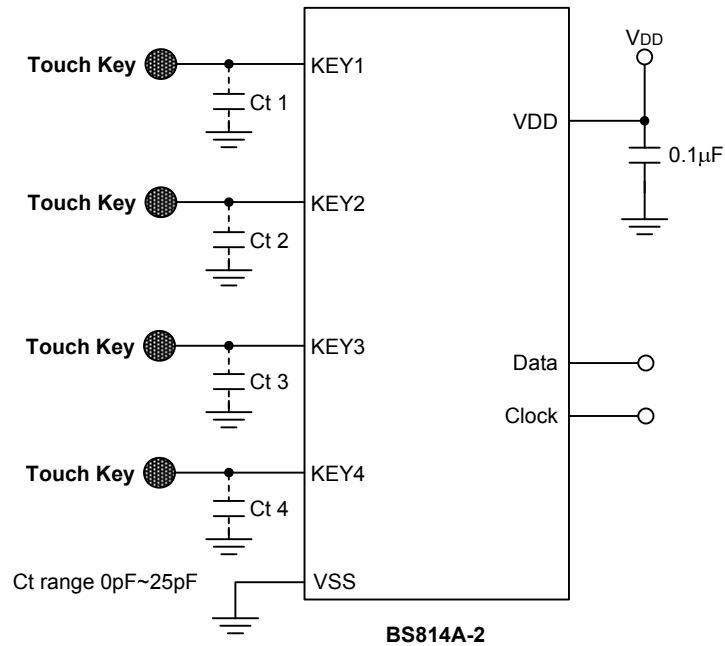 Touch Key
KEY1
Ct 1
Touch Key
KEY2
Ct 2
Touch Key
KEY3
Ct 3
Touch Key
KEY4
Ct 4
Ct range 0pF~25pF
VSS
VDD
VDD
0.1μF
Data
Clock
BS814A-2